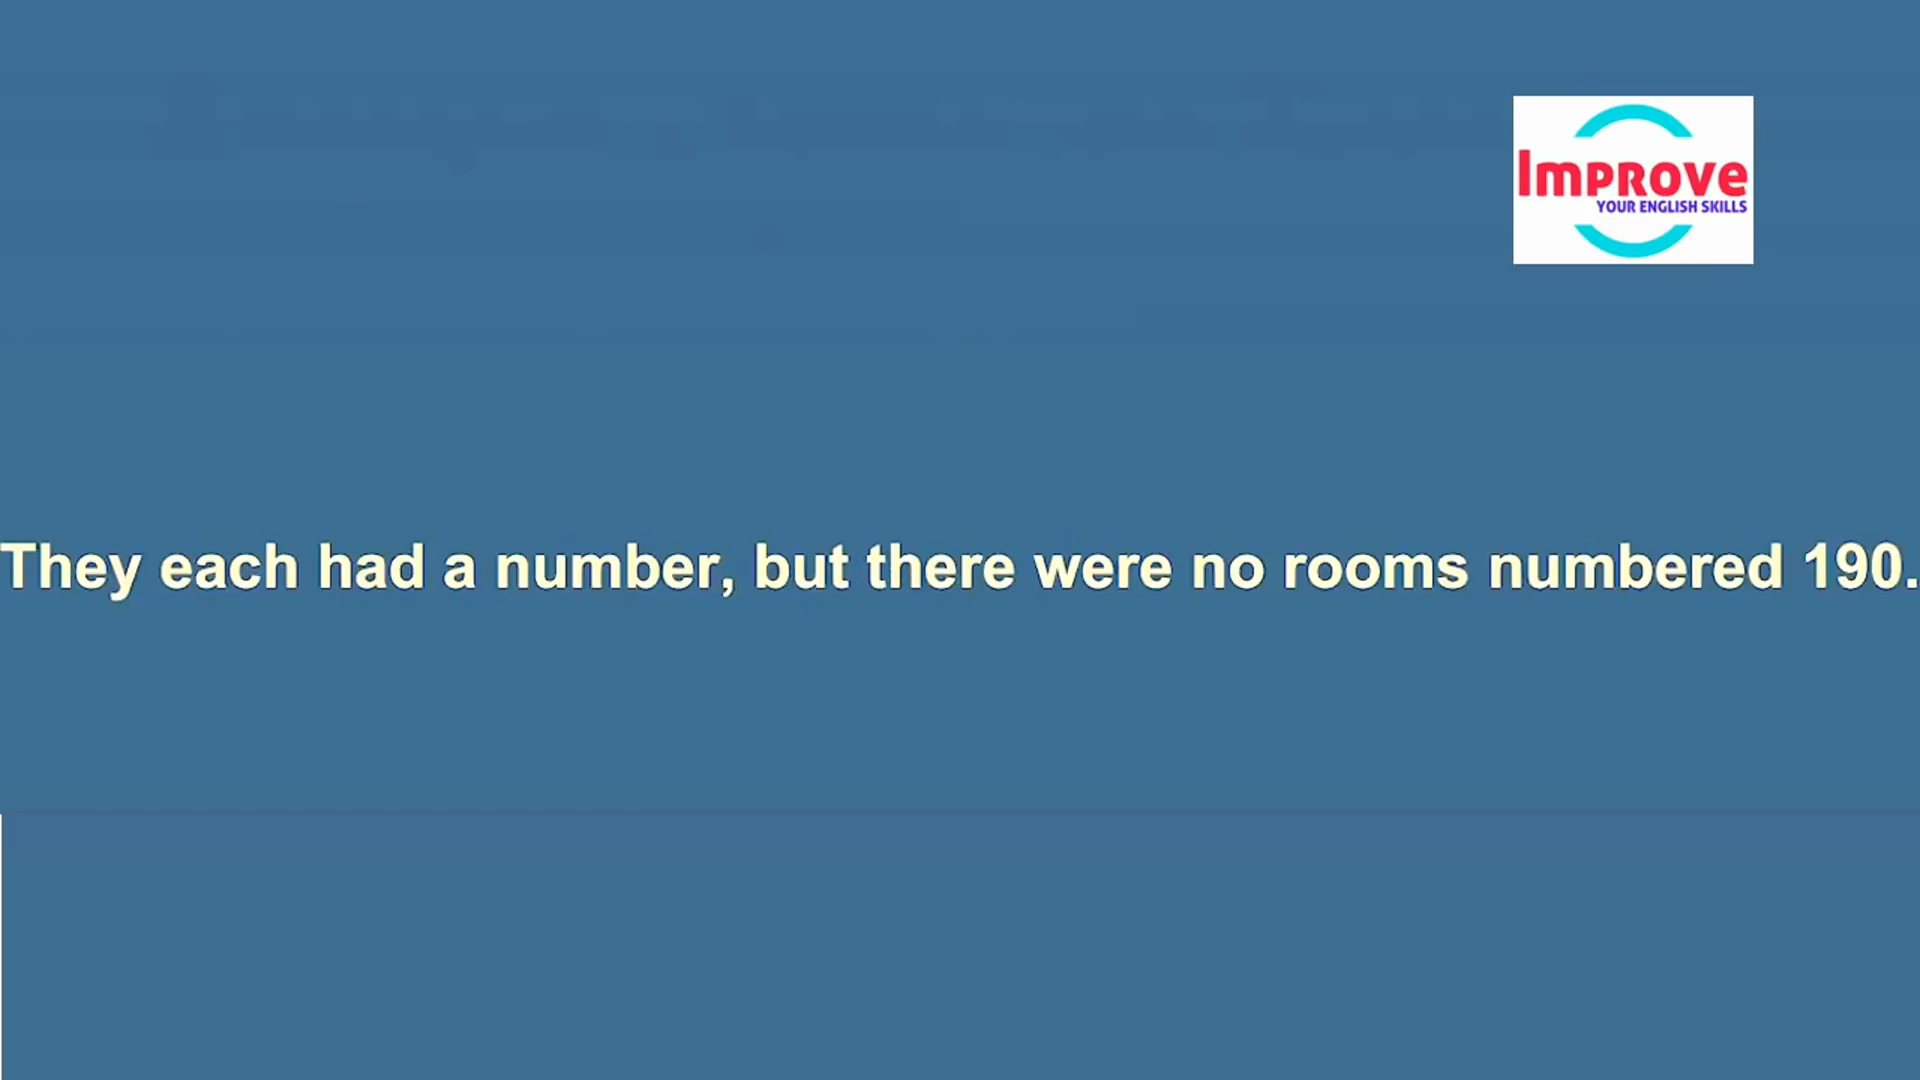 Improve
YOUR ENGLISH SKILLS
They each had a number, but there were no rooms numbered 190.